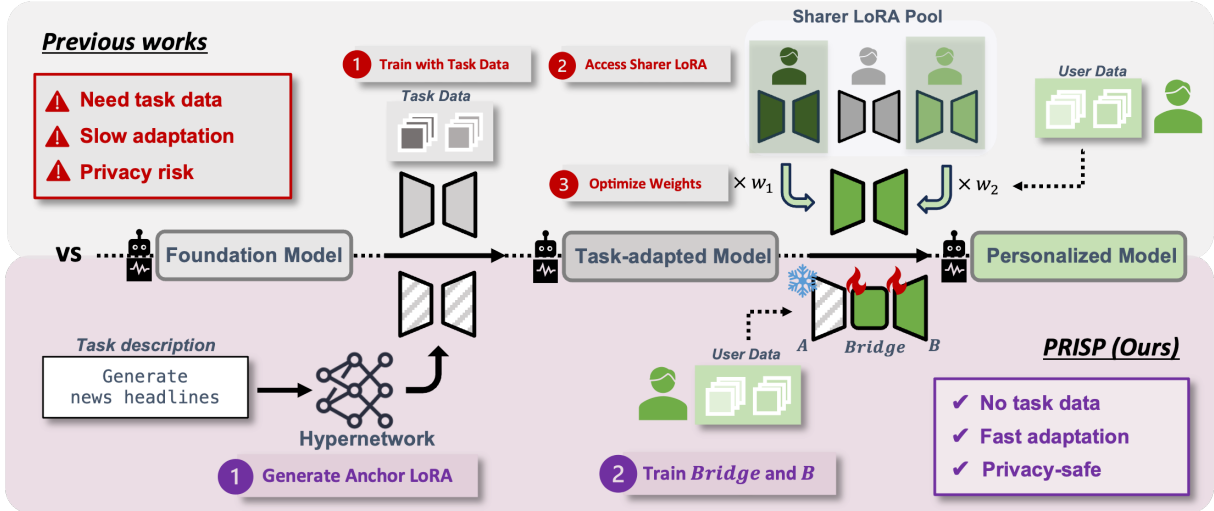 Previous works
Need task data
Slow adaptation
Privacy risk
1 Train with Task Data
Task Data
2 Access Sharer LoRA
Sharer LoRA Pool
User Data
3 Optimize Weights
× w1
× w2
vs
Foundation Model
Task-adapted Model
Personalized Model
Task description
Generate
news headlines
Hypernetwork
1 Generate Anchor LoRA
User Data
A Bridge B
2 Train Bridge and B
PRISP (Ours)
✔ No task data
✔ Fast adaptation
✔ Privacy-safe